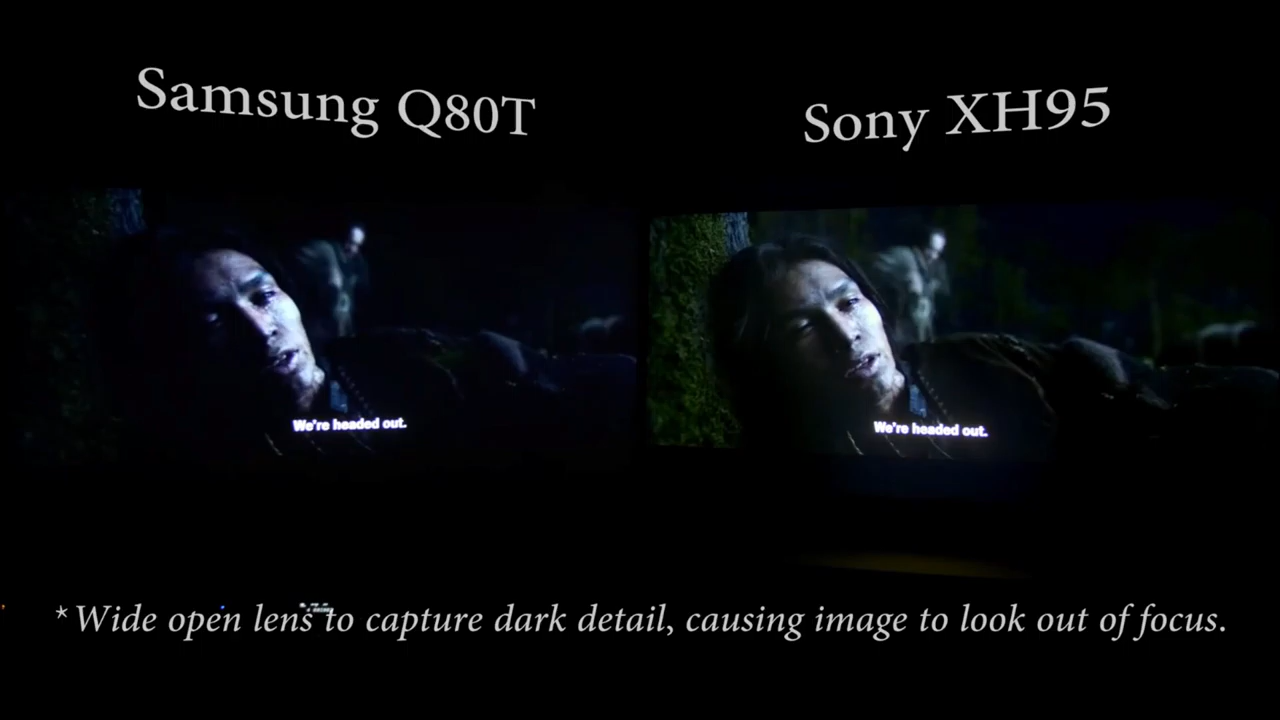 Samsung Q80T
Sony XH95
We're headed out.
We're headed out.
*Wide open lens to capture dark detail, causing image to look out of focus.